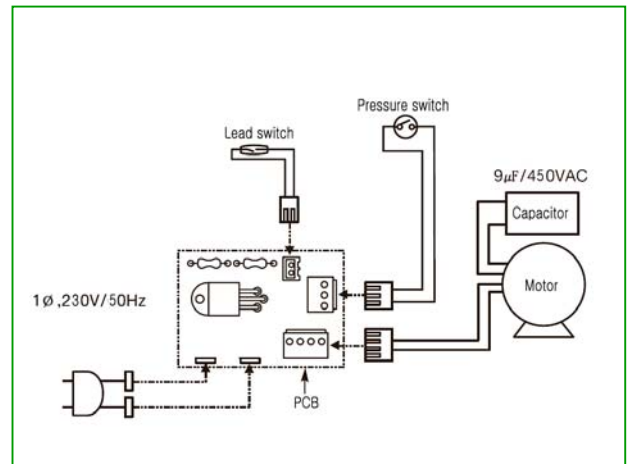 Pressure switch
Lead switch
9µF/450VAC
Capacitor
Motor
1ø,230V/50Hz
PCB